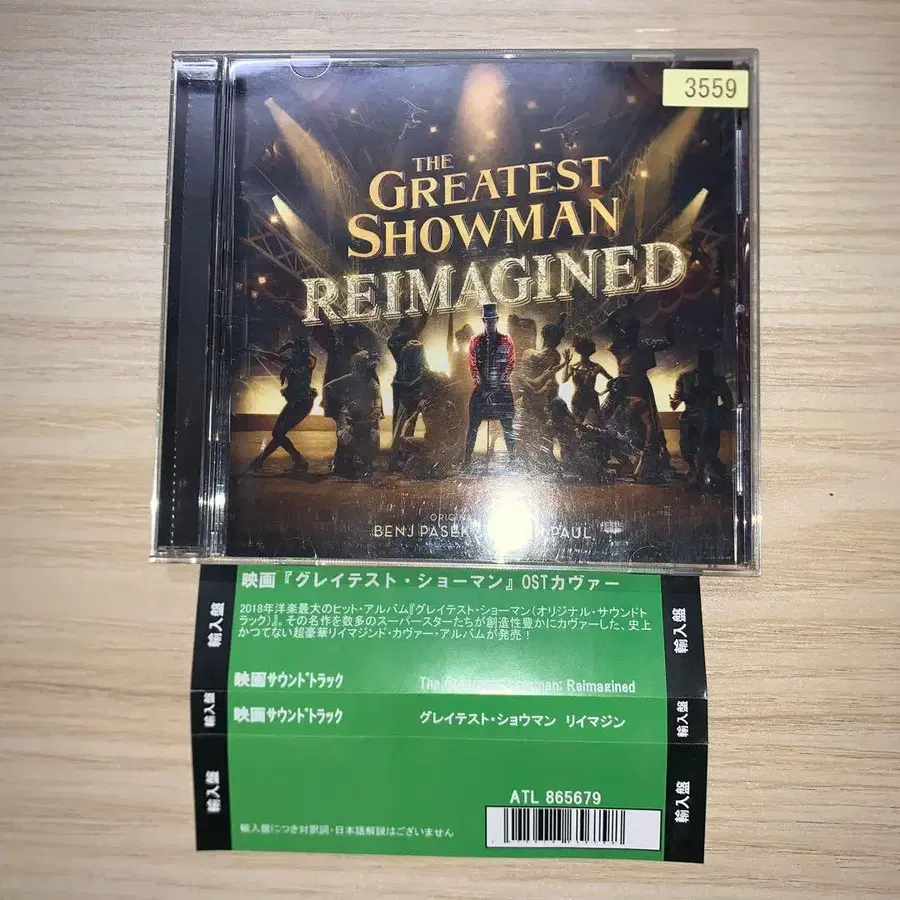 3559
THE
GREATEST
SHOWMAN
REIMAGINED
BENJ PASEK PAUL
映画『グレイテスト・ショーマン』 OSTカヴァー
2018年洋楽最大のヒット・アルバム『グレイテスト・ショーマン(オリジナル・サウンドト
ラック)』。その名作を数多のスーパースターたちが創造性豊かにカヴァーした、史上
かつてない超豪華リイマジンド・カヴァー・アルバムが発売!
映画サウンドトラック The Showman: Reimagined
映画サウンドトラック グレイテスト・ショウマン リイマジン
ATL 865679
輸入盤につき対訳詞・日本語解説はございません
輸入盤
輸入盤
輸入盤
輸入盤
輸入盤
輸入盤